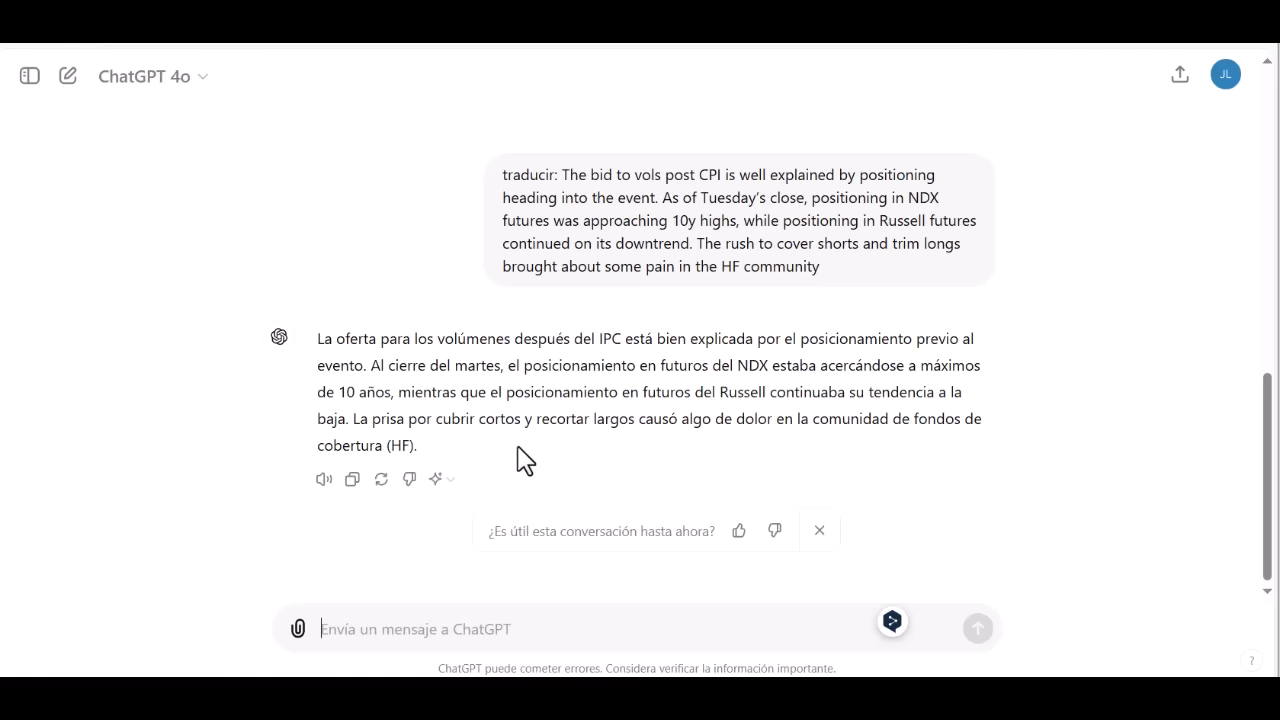 ChatGPT 4o
JL
traducir: The bid to vols post CPI is well explained by positioning
heading into the event. As of Tuesday’s close, positioning in NDX
futures was approaching 10y highs, while positioning in Russell futures
continued on its downtrend. The rush to cover shorts and trim longs
brought about some pain in the HF community
La oferta para los volúmenes después del IPC está bien explicada por el posicionamiento previo al
evento. Al cierre del martes, el posicionamiento en futuros del NDX estaba acercándose a máximos
de 10 años, mientras que el posicionamiento en futuros del Russell continuaba su tendencia a la
baja. La prisa por cubrir cortos y recortar largos causó algo de dolor en la comunidad de fondos de
cobertura (HF).
¿Es útil esta conversación hasta ahora?
Envía un mensaje a ChatGPT
ChatGPT puede cometer errores. Considera verificar la información importante.
?